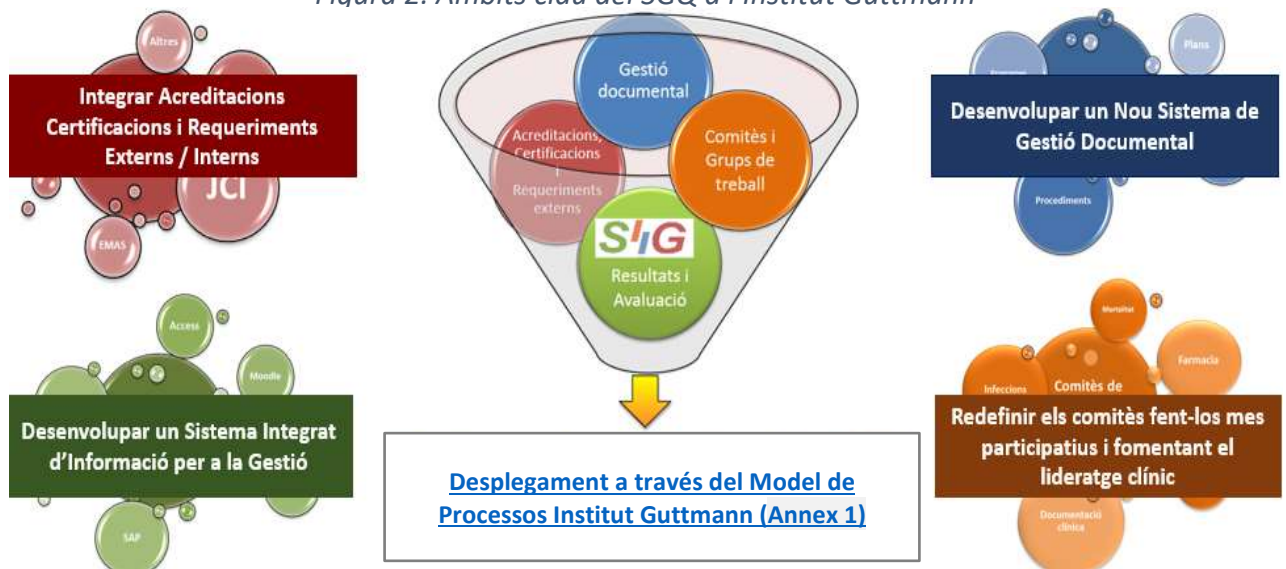 Figura 2. Àmbits clau del SGQ a l'Institut Guttmann
Altres
Integrar Acreditacions
Certificacions i Requeriments
Externs / Interns
JCI
EMAS
Gestió
documental
Acreditacions,
Certificacions
i
Requeriments
externs
Comitès i
Grups de
treball
SIIG
Resultats i
Avaluació
Plans
Desenvolupar un Nou Sistema de
Gestió Documental
Procediments
Access
Moodle
Desenvolupar un Sistema Integrat
d'Informació per a la Gestió
SAP
Desplegament a través del Model de
Processos Institut Guttmann (Annex 1)
Mortalitat
Farmacia
Infeccions
Comitès de
Redefinir els comitès fent-los mes
participatius i fomentant el
lideratge clínic
Documentació
clínica